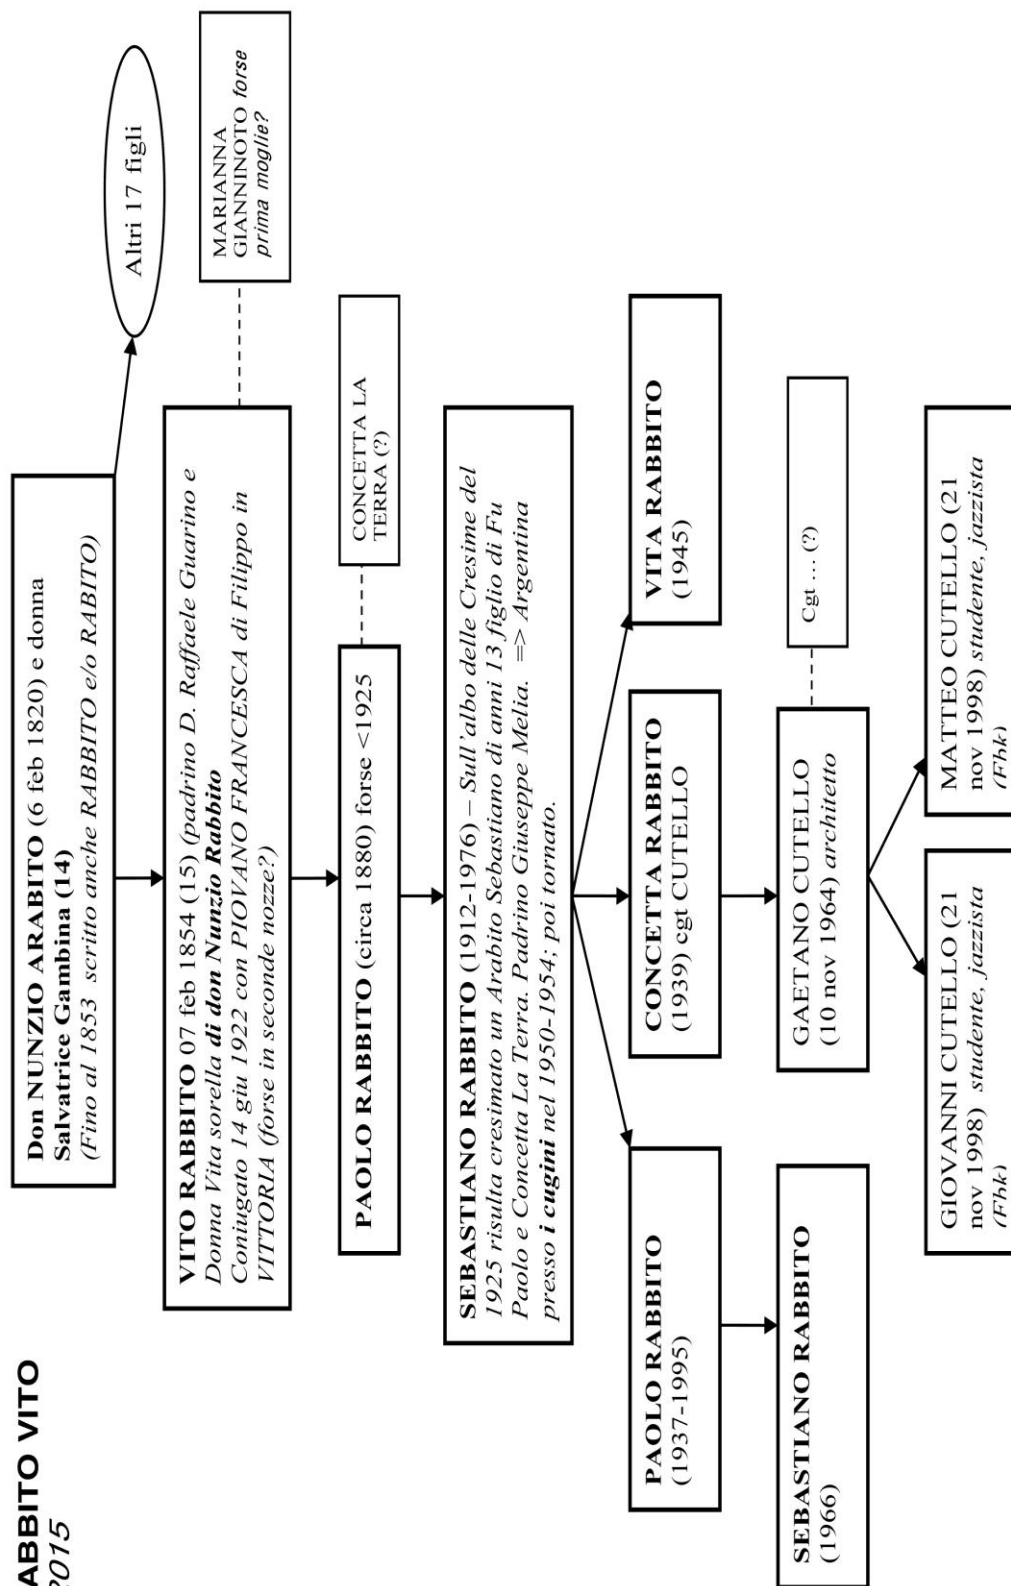 ABBITO VITO
2015
Don NUNZIO ARABITO (6 feb 1820) e donna
Salvatrice Gambina (14)
(Fino al 1853 scritto anche RABBITO e/o RABITO)
Altri 17 figli
VITO RABBITO 07 feb 1854 (15) (padrino D. Raffaele Guarino e
Donna Vita sorella di don Nunzio Rabbito
Coniugato 14 giu 1922 con PIOVANO FRANCESCA di Filippo in
VITTORIA (forse in seconde nozze?)
MARIANNA
GIANNINOTO forse
prima moglie?
PAOLO RABBITO (circa 1880) forse <1925
CONCETTA LA
TERRA (?)
SEBASTIANO RABBITO (1912-1976) – Sull'albo delle Cresime del
1925 risulta cresimato un Arabito Sebastiano di anni 13 figlio di Fu
Paolo e Concetta La Terra. Padrino Giuseppe Melia. => Argentina
presso i cugini nel 1950-1954; poi tornato.
PAOLO RABBITO
(1937-1995)
CONCETTA RABBITO
(1939) cgt CUTELLO
VITA RABBITO
(1945)
SEBASTIANO RABBITO
(1966)
GAETANO CUTELLO
(10 nov 1964) architetto
Cgt ... (?)
GIOVANNI CUTELLO (21
nov 1998) studente, jazzista
(Fbk)
MATTEO CUTELLO (21
nov 1998) studente, jazzista
(Fbk)